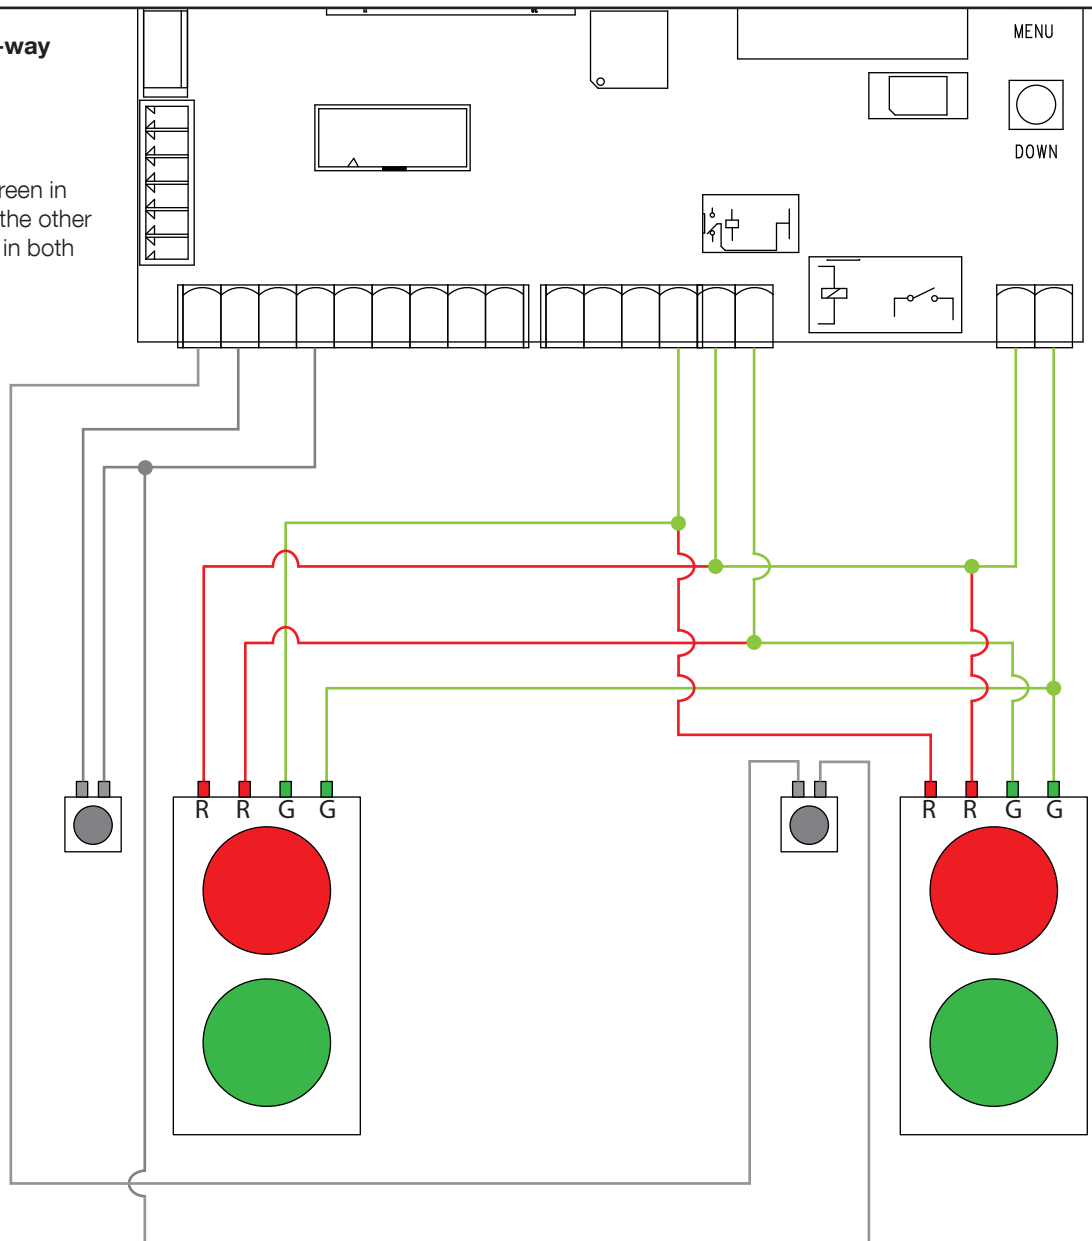 -way
reen in
the other
in both
MENU
DOWN
R R G G
R R G G